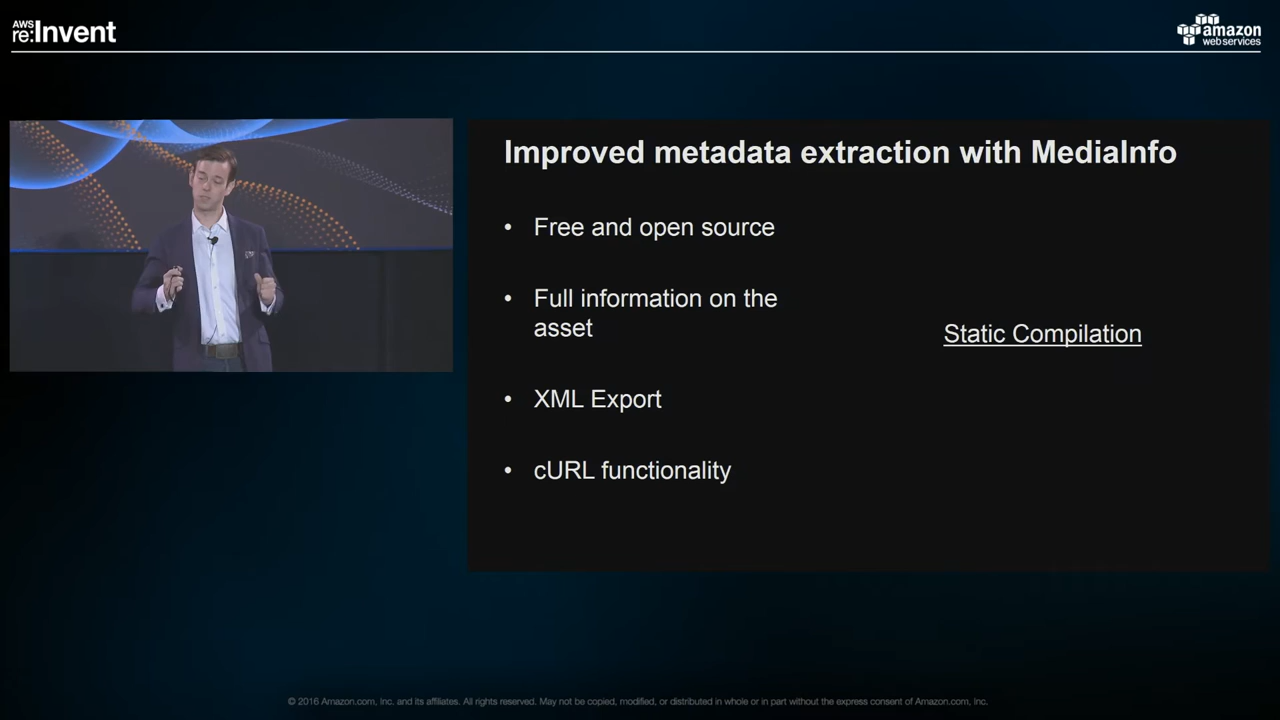 AWS
re:Invent
amazon
web services
Improved metadata extraction with MediaInfo
• Free and open source
• Full information on the
asset
• XML Export
• cURL functionality
Static Compilation
© 2016 Amazon.com, Inc. and its affiliates. All rights reserved. May not be copied, modified, or distributed in whole or in part without the express consent of Amazon.com, Inc.